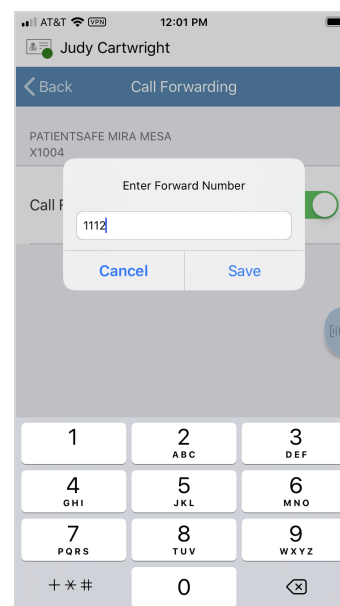 AT&T VPN 12:01 PM
Judy Cartwright
Back Call Forwarding
PATIENTSAFE MIRA MESA
X1004
Enter Forward Number
Call F
1112
Cancel Save
1 2 3
ABC DEF
4 5 6
GHI JKL MNO
7 8 9
PQRS TUV WXYZ
+*# 0